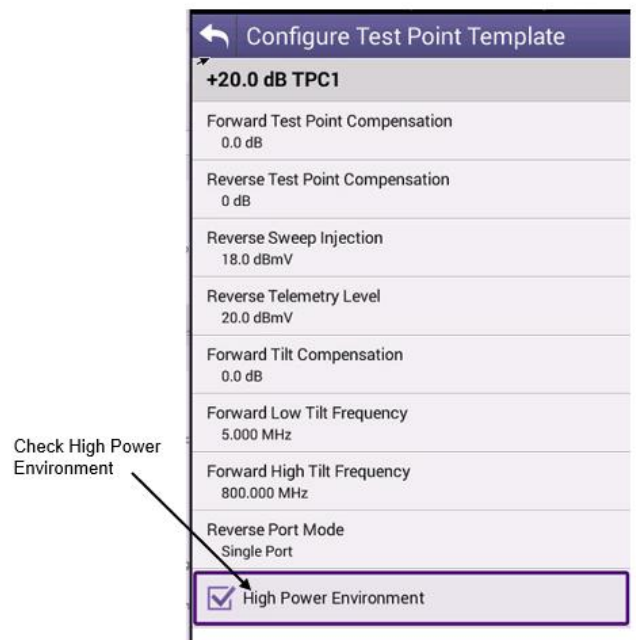 Configure Test Point Template
+20.0 dB TPC1
Forward Test Point Compensation
0.0 dB
Reverse Test Point Compensation
0 dB
Reverse Sweep Injection
18.0 dBmV
Reverse Telemetry Level
20.0 dBmV
Forward Tilt Compensation
0.0 dB
Forward Low Tilt Frequency
5.000 MHz
Forward High Tilt Frequency
800.000 MHz
Reverse Port Mode
Single Port
Check High Power
Environment
High Power Environment